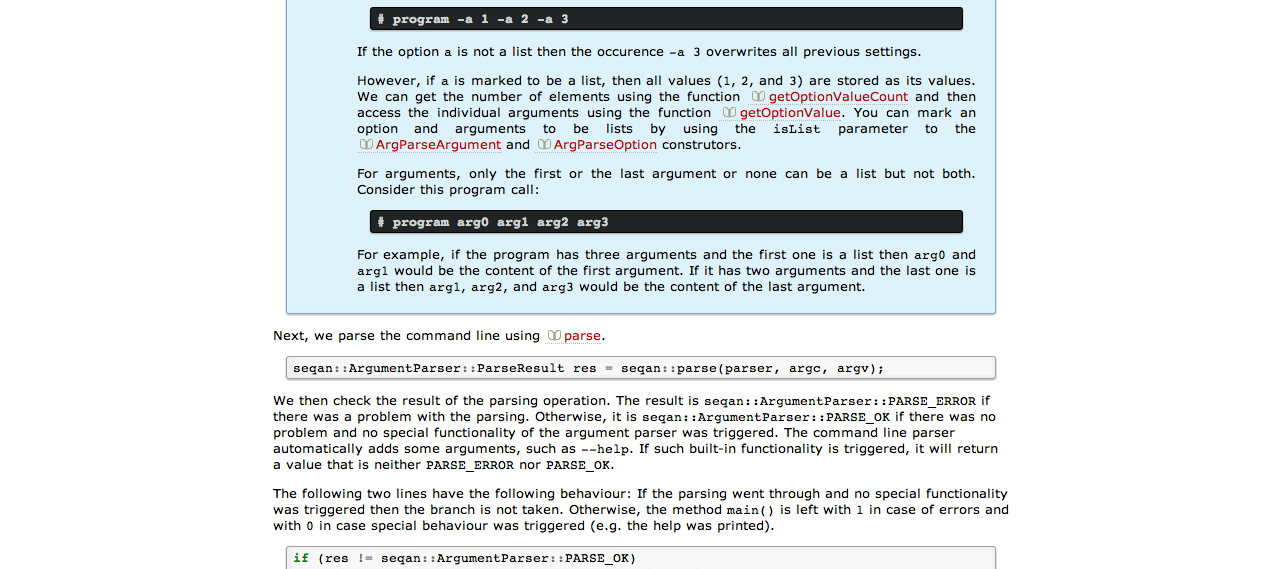 # program -a 1 -a 2 -a 3
If the option a is not a list then the occurence -a 3 overwrites all previous settings.
However, if a is marked to be a list, then all values (1, 2, and 3) are stored as its values.
We can get the number of elements using the function getOptionValueCount and then
access the individual arguments using the function getOptionValue. You can mark an
option and arguments to be lists by using the isList parameter to the
ArgParseArgument and ArgParseOption construtors.
For arguments, only the first or the last argument or none can be a list but not both.
Consider this program call:
# program arg0 arg1 arg2 arg3
For example, if the program has three arguments and the first one is a list then arg0 and
arg1 would be the content of the first argument. If it has two arguments and the last one is
a list then arg1, arg2, and arg3 would be the content of the last argument.
Next, we parse the command line using parse.
seqan::ArgumentParser::ParseResult res = seqan::parse(parser, argc, argv);
We then check the result of the parsing operation. The result is seqan::ArgumentParser::PARSE_ERROR if
there was a problem with the parsing. Otherwise, it is seqan::ArgumentParser::PARSE_OK if there was no
problem and no special functionality of the argument parser was triggered. The command line parser
automatically adds some arguments, such as --help. If such built-in functionality is triggered, it will return
a value that is neither PARSE_ERROR nor PARSE_OK.
The following two lines have the following behaviour: If the parsing went through and no special functionality
was triggered then the branch is not taken. Otherwise, the method main() is left with 1 in case of errors and
with 0 in case special behaviour was triggered (e.g. the help was printed).
if (res != seqan::ArgumentParser::PARSE_OK)